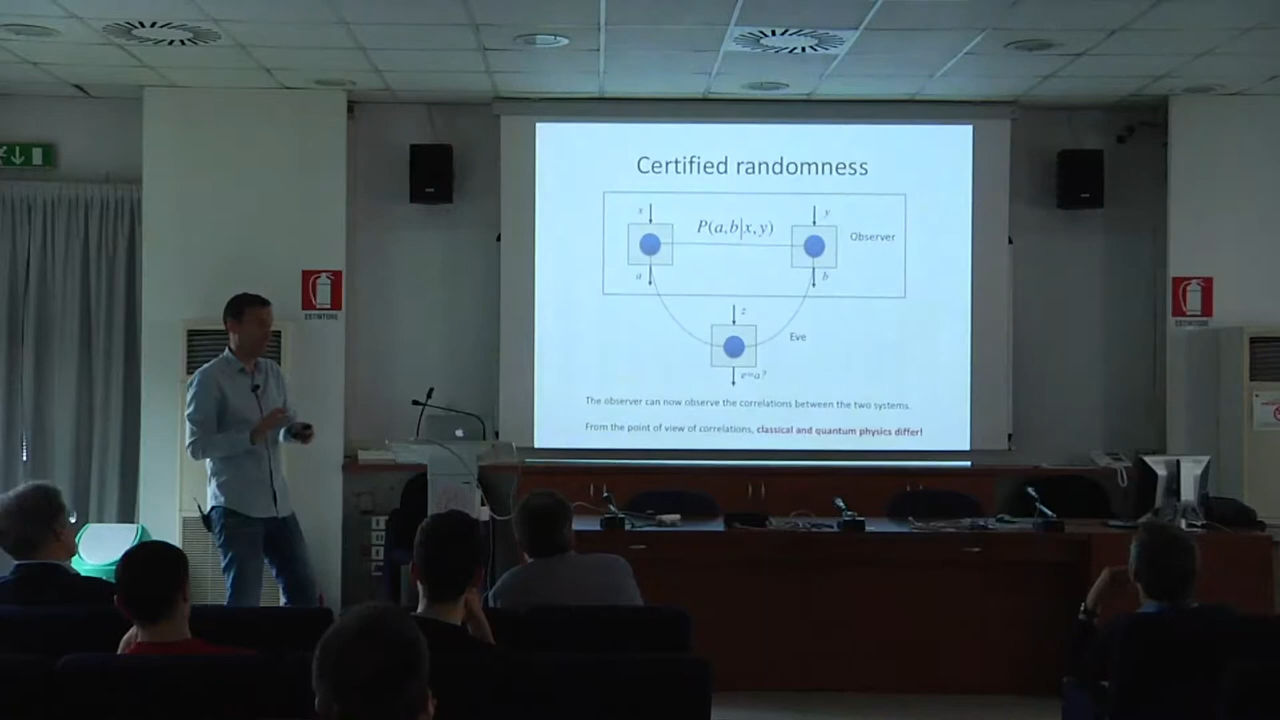 Certified randomness
x
P(a,b|x,y)
y
Observer
a
b
z
Eve
e=a?
The observer can now observe the correlations between the two systems.
From the point of view of correlations, classical and quantum physics differ!
ESTINTORE
ESTINTORE